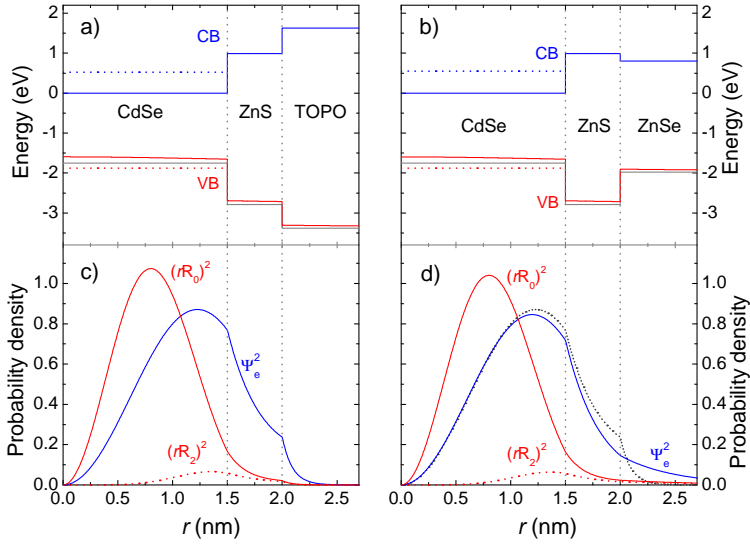 a)
CB
CdSe
ZnS
TOPO
VB
Energy (eV)
2
1
0
-1
-2
-3
b)
CB
CdSe
ZnS
ZnSe
VB
2
1
0
-1
-2
-3
Energy (eV)
c)
(rR₀)²
Ψₑ²
(rR₂)²
Probability density
1.0
0.8
0.6
0.4
0.2
0.0
0.0 0.5 1.0 1.5 2.0 2.5
r (nm)
d)
(rR₀)²
Ψₑ²
(rR₂)²
1.0
0.8
0.6
0.4
0.2
0.0
Probability density
0.0 0.5 1.0 1.5 2.0 2.5
r (nm)